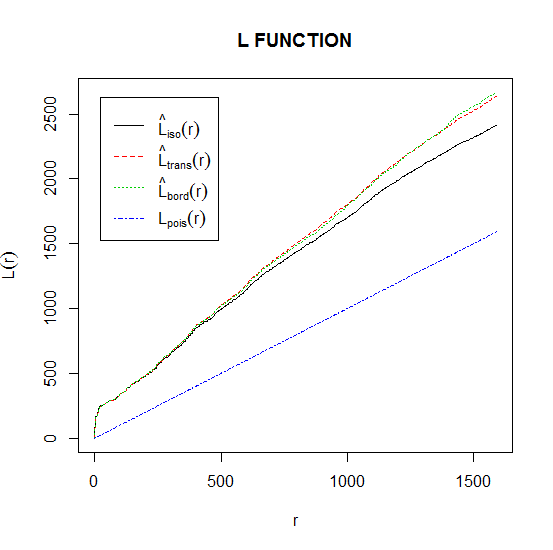 L FUNCTION
L̂iso(r)
L̂trans(r)
L̂bord(r)
Lpois(r)
L(r)
2500
2000
1500
1000
500
0
0 500 1000 1500
r